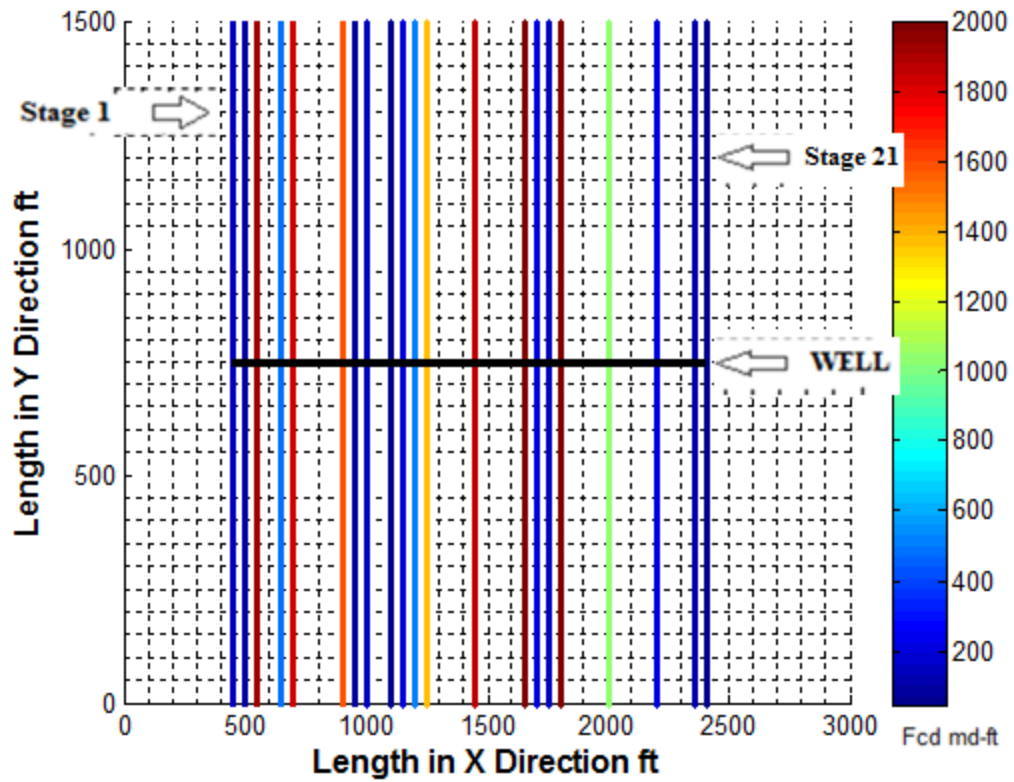 1500
2000
Stage 1
1800
Stage 21
1600
1000
1400
1200
WELL
1000
800
500
600
400
200
0
0 500 1000 1500 2000 2500 3000
Fcd md-ft
Length in X Direction ft
Length in Y Direction ft